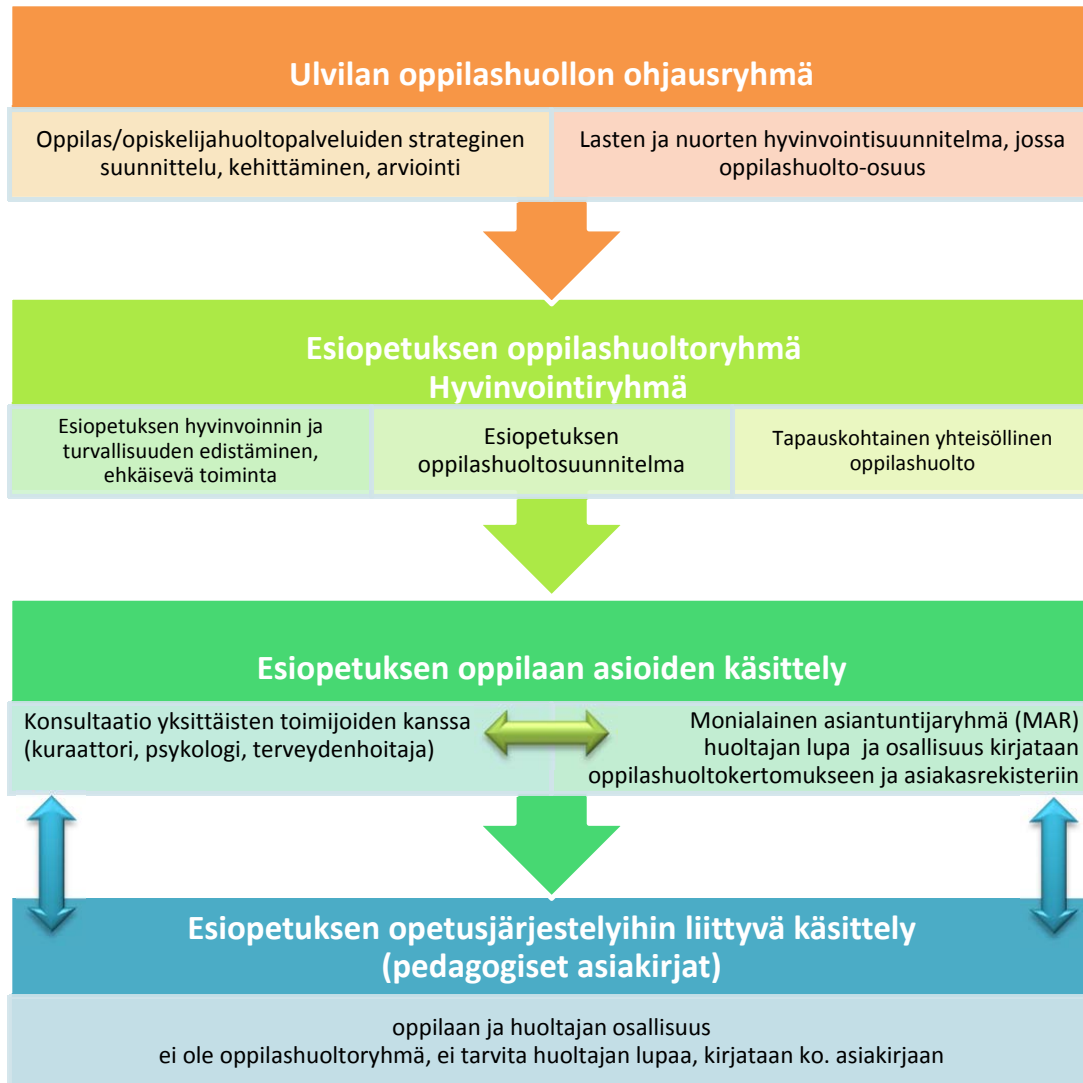 Ulvilan oppilashuollon ohjausryhmä
Oppilas/opiskelijahuoltopalveluiden strateginen
suunnittelu, kehittäminen, arviointi
Lasten ja nuorten hyvinvointisuunnitelma, jossa
oppilashuolto-osuus
Esiopetuksen oppilashuoltoryhmä
Hyvinvointiryhmä
Esiopetuksen hyvinvoinnin ja
turvallisuuden edistäminen,
ehkäisevä toiminta
Esiopetuksen
oppilashuoltosuunnitelma
Tapauskohtainen yhteisöllinen
oppilashuolto
Esiopetuksen oppilaan asioiden käsittely
Konsultaatio yksittäisten toimijoiden kanssa
(kuraattori, psykologi, terveydenhoitaja)
Monialainen asiantuntijaryhmä (MAR)
huoltajan lupa ja osallisuus kirjataan
oppilashuoltokertomukseen ja asiakasrekisteriin
Esiopetuksen opetusjärjestelyihin liittyvä käsittely
(pedagogiset asiakirjat)
oppilaan ja huoltajan osallisuus
ei ole oppilashuoltoryhmä, ei tarvita huoltajan lupaa, kirjataan ko. asiakirjaan